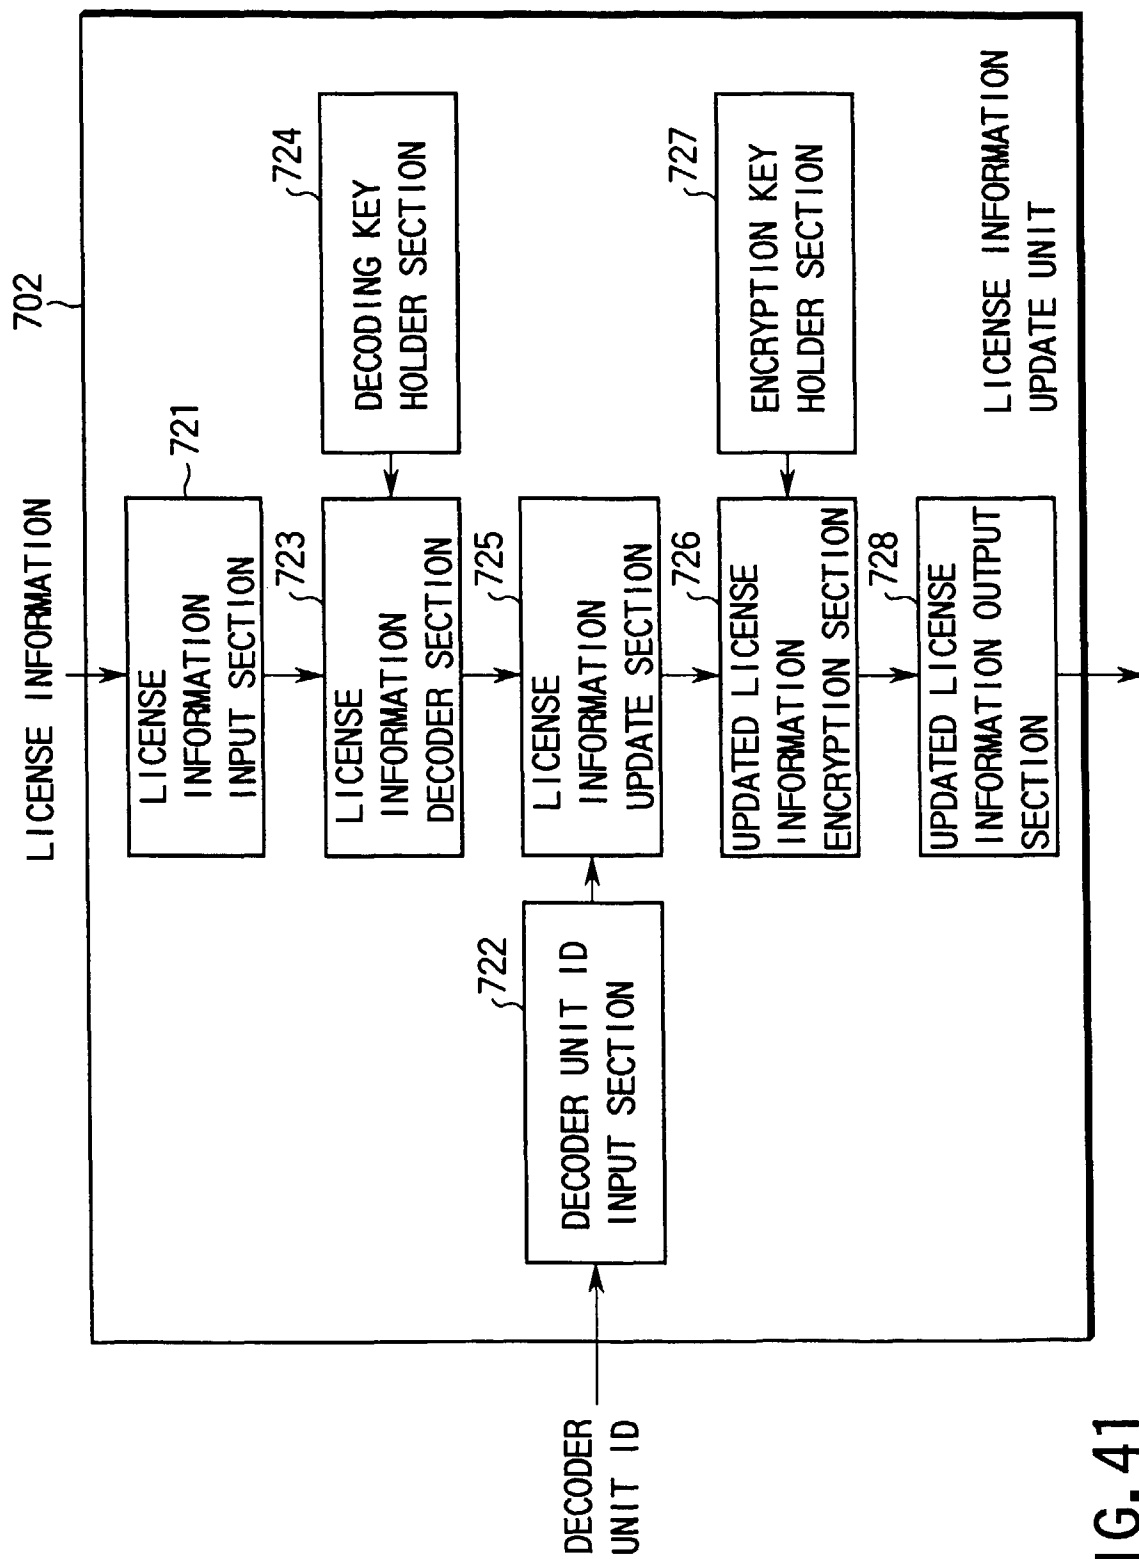 LICENSE INFORMATION
702
LICENSE
INFORMATION
INPUT SECTION
721
LICENSE
INFORMATION
DECODER SECTION
723
DECODING KEY
HOLDER SECTION
724
DECODER
UNIT ID
DECODER UNIT ID
INPUT SECTION
722
LICENSE
INFORMATION
UPDATE SECTION
725
UPDATED LICENSE
INFORMATION
ENCRYPTION SECTION
726
ENCRYPTION KEY
HOLDER SECTION
727
UPDATED LICENSE
INFORMATION OUTPUT
SECTION
728
LICENSE INFORMATION
UPDATE UNIT
IG. 41